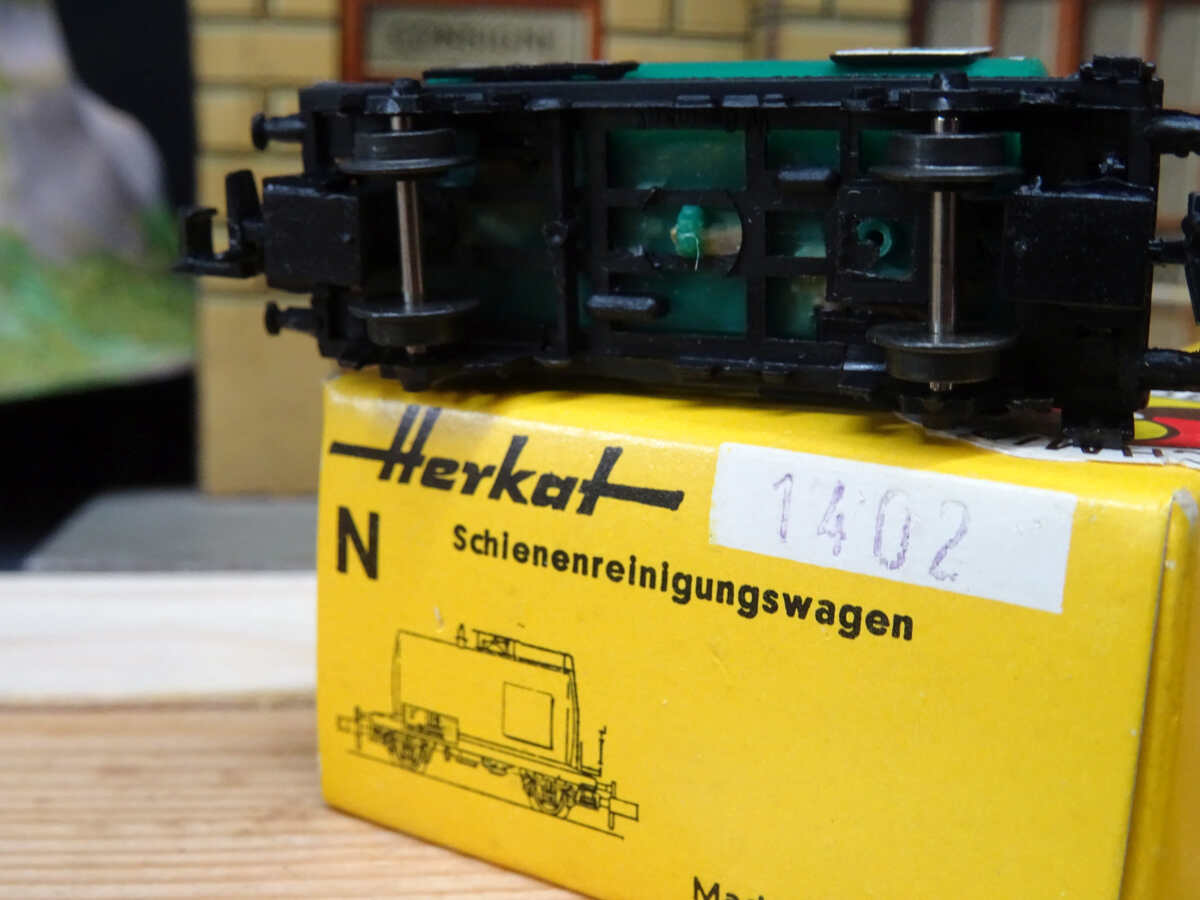 Herkat
1402
N
Schienenreinigungswagen